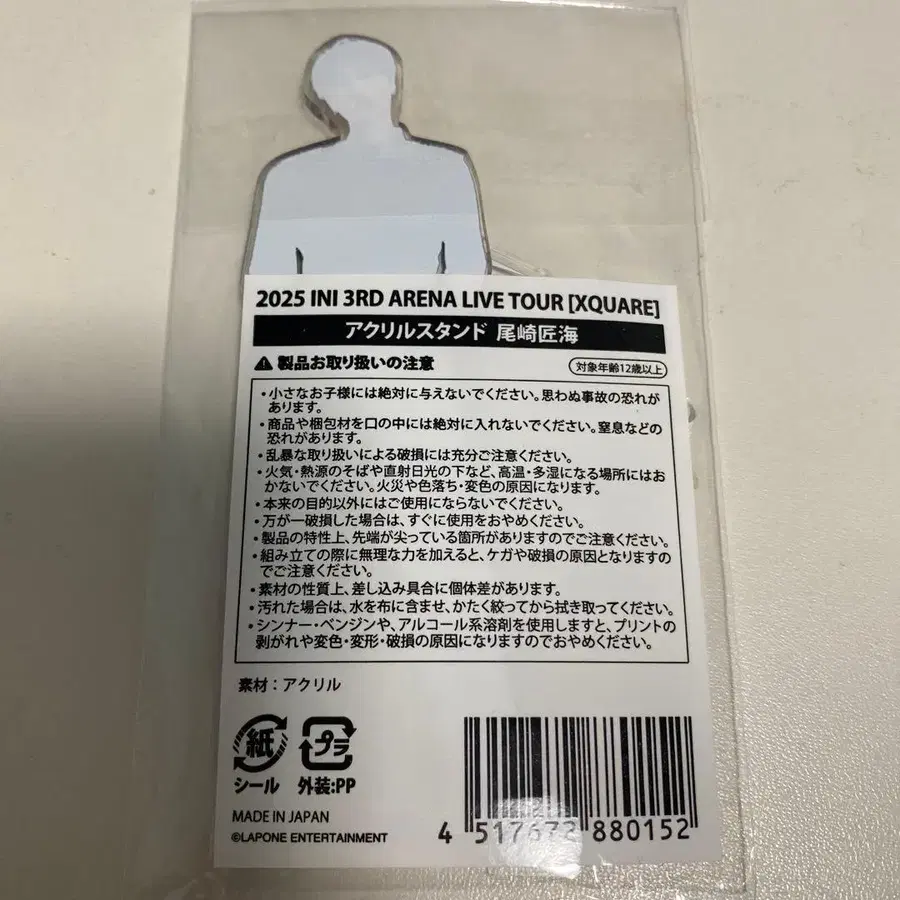 2025 INI 3RD ARENA LIVE TOUR [XQUARE]
アクリルスタンド 尾崎匠海
製品お取り扱いの注意
対象年齢12歳以上
・小さなお子様には絶対に与えないでください。思わぬ事故の恐れが
あります。
・商品や梱包材を口の中には絶対に入れないでください。窒息などの
恐れがあります。
・乱暴な取り扱いによる破損には充分ご注意ください。
・火気・熱源のそばや直射日光の下など、高温・多湿になる場所にはお
かないでください。火災や色落ち・変色の原因になります。
・本来の目的以外にはご使用にならないでください。
・万が一破損した場合は、すぐに使用をおやめください。
・製品の特性上、先端が尖っている箇所がありますのでご注意ください。
・組み立ての際に無理な力を加えると、ケガや破損の原因となりますの
でご注意ください。
・素材の性質上、差し込み具合に個体差があります。
・汚れた場合は、水を布に含ませ、かたく絞ってから拭き取ってください。
・シンナー・ベンジンや、アルコール系溶剤を使用しますと、プリントの
剥がれや変色・変形・破損の原因になりますのでおやめください。
素材：アクリル
紙
プラ
シール
外装:PP
MADE IN JAPAN
©LAPONE ENTERTAINMENT
4 517672 880152